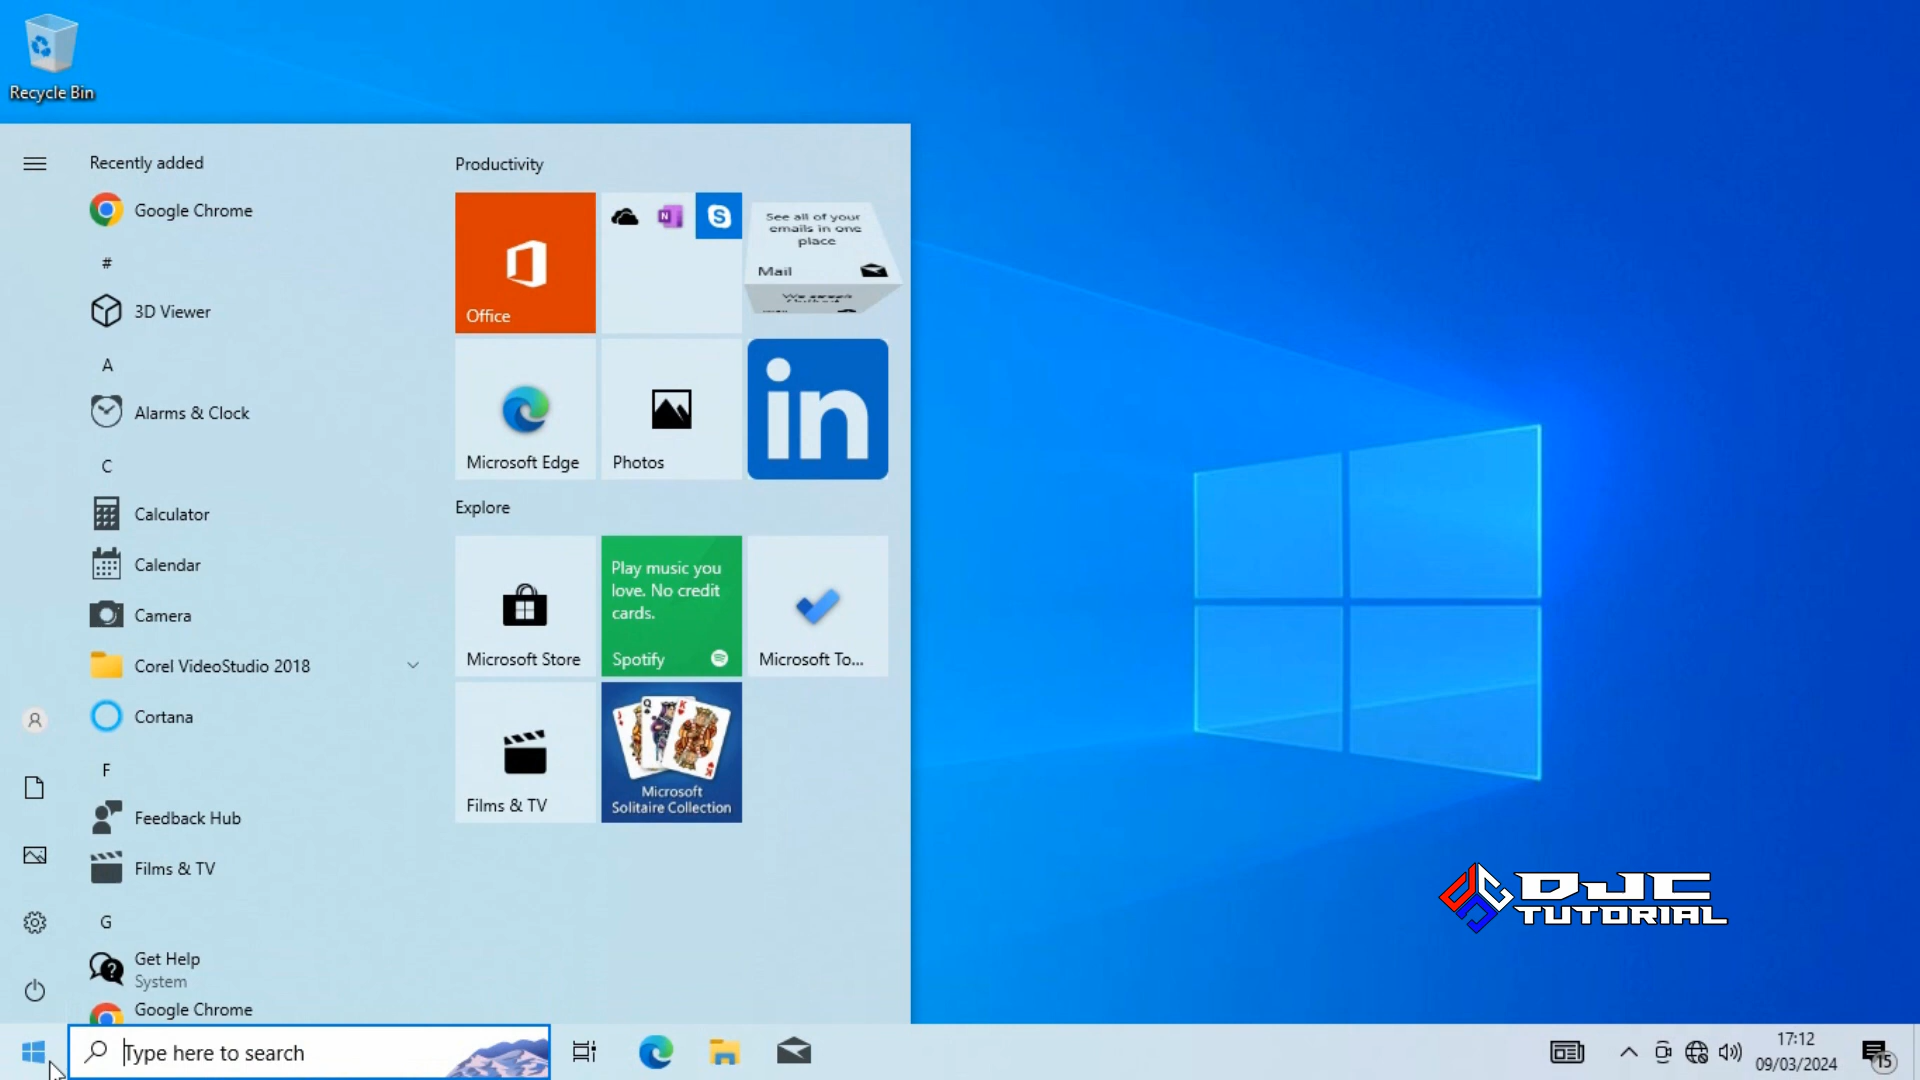 Recycle Bin
Recently added
Google Chrome
#
3D Viewer
A
Alarms & Clock
C
Calculator
Calendar
Camera
Corel VideoStudio 2018
Cortana
F
Feedback Hub
Films & TV
G
Get Help
System
Google Chrome
Productivity
Office
N
S
See all of your
emails in one
place
Mail
Microsoft Edge
Photos
in
Explore
Microsoft Store
Play music you
love. No credit
cards.
Spotify
Microsoft To...
Films & TV
J
Q
K
K
Microsoft
Solitaire Collection
DJC
TUTORIAL
Type here to search
17:12
09/03/2024
15